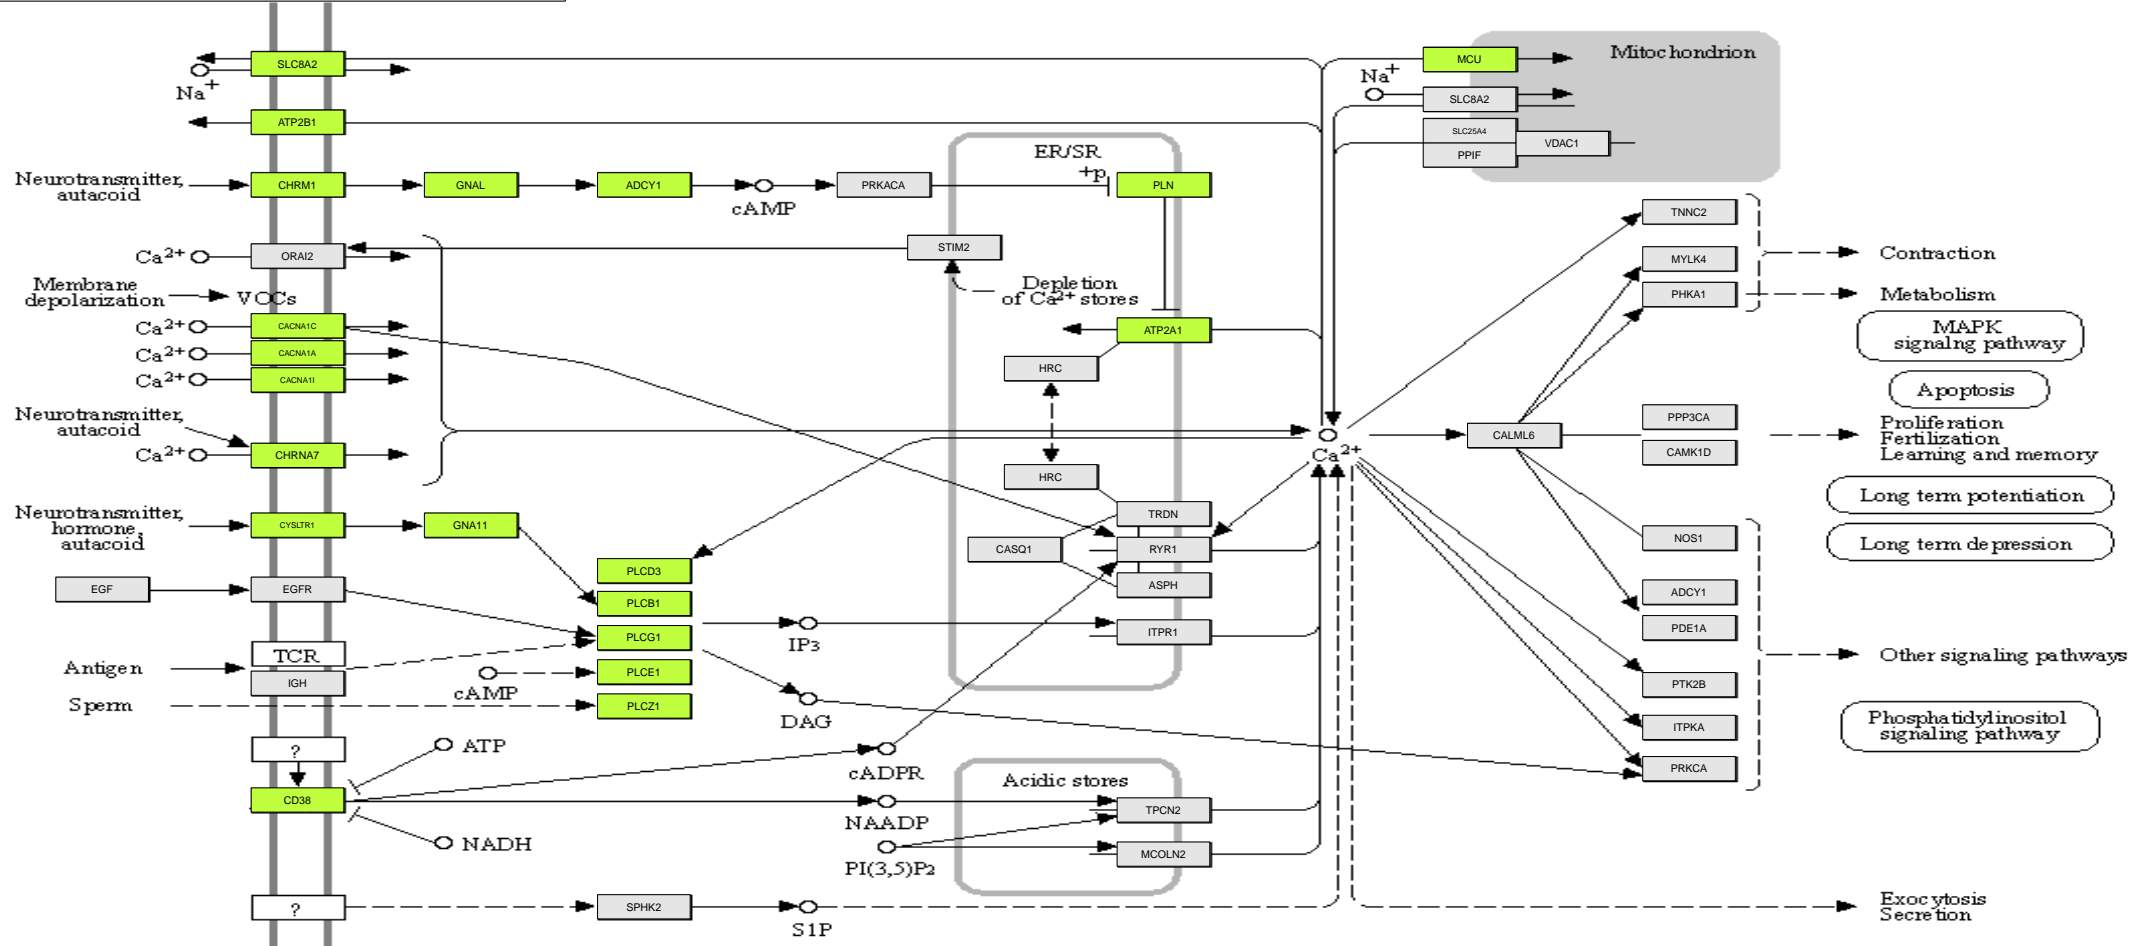 SLC8A2
Na+
ATP2B1
Neurotransmitter,
autacoid
CHRM1
GNAL
ADCY1
cAMP
PRKACA
ER/SR
+p
PLN
MCU
Mitochondrion
Na+
SLC8A2
SLC25A4
PPIF
VDAC1
Ca2+
ORAI2
STIM2
Membrane
depolarization
VOCs
Depletion
of Ca2+ stores
Ca2+
CACNA1C
Ca2+
CACNA1A
Ca2+
CACNA1I
ATP2A1
HRC
Neurotransmitter,
autacoid
Ca2+
CHRNA7
HRC
Ca2+
TRDN
CASQ1
RYR1
ASPH
ITPR1
Neurotransmitter,
hormone,
autacoid
CYSLTR1
GNA11
EGF
EGFR
PLCD3
PLCB1
PLCG1
PLCE1
PLCZ1
IP3
DAG
Antigen
TCR
IGH
cAMP
Sperm
?
ATP
CD38
NADH
cADPR
NAADP
PI(3,5)P2
Acidic stores
TPCN2
MCOLN2
?
SPHK2
S1P
TNNC2
MYLK4
PHKA1
CALML6
PPP3CA
CAMK1D
NOS1
ADCY1
PDE1A
PTK2B
ITPKA
PRKCA
Contraction
Metabolism
MAPK
signalng pathway
Apoptosis
Proliferation
Fertilization
Learning and memory
Long term potentiation
Long term depression
Other signaling pathways
Phosphatidylinositol
signaling pathway
Exocytosis
Secretion